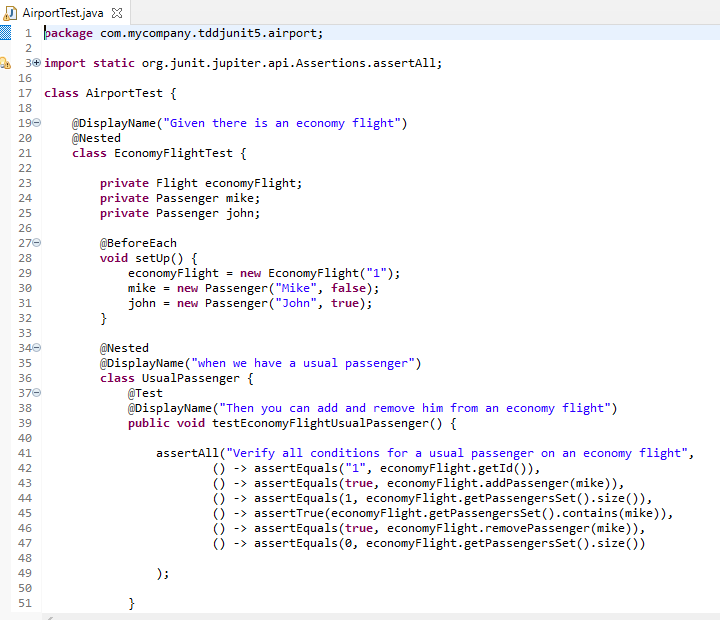 AirportTest.java
1 package com.mycompany.tddjunit5.airport;
2
3 import static org.junit.jupiter.api.Assertions.assertAll;
16
17 class AirportTest {
18
19     @DisplayName("Given there is an economy flight")
20     @Nested
21     class EconomyFlightTest {
22
23         private Flight economyFlight;
24         private Passenger mike;
25         private Passenger john;
26
27         @BeforeEach
28         void setUp() {
29             economyFlight = new EconomyFlight("1");
30             mike = new Passenger("Mike", false);
31             john = new Passenger("John", true);
32         }
33
34         @Nested
35         @DisplayName("when we have a usual passenger")
36         class UsualPassenger {
37             @Test
38             @DisplayName("Then you can add and remove him from an economy flight")
39             public void testEconomyFlightUsualPassenger() {
40
41                 assertAll("Verify all conditions for a usual passenger on an economy flight",
42                         () -> assertEquals("1", economyFlight.getId()),
43                         () -> assertEquals(true, economyFlight.addPassenger(mike)),
44                         () -> assertEquals(1, economyFlight.getPassengersSet().size()),
45                         () -> assertTrue(economyFlight.getPassengersSet().contains(mike)),
46                         () -> assertEquals(true, economyFlight.removePassenger(mike)),
47                         () -> assertEquals(0, economyFlight.getPassengersSet().size())
48
49                 );
50
51             }